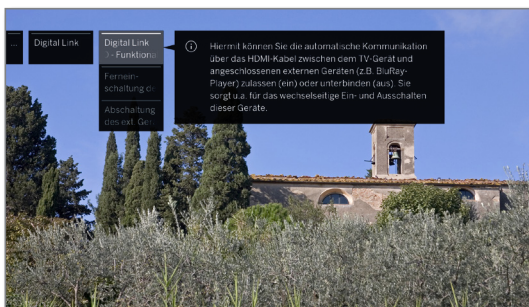 ...
Digital Link
Digital Link
- Funktiona
Fernein-
schaltung d
Abschaltung
des ext. Ge
Hiermit können Sie die automatische Kommunikation
über das HDMI-Kabel zwischen dem TV-Gerät und
angeschlossenen externen Geräten (z.B. BluRay-
Player) zulassen (ein) oder unterbinden (aus). Sie
sorgt u.a. für das wechselseitige Ein- und Ausschalten
dieser Geräte.